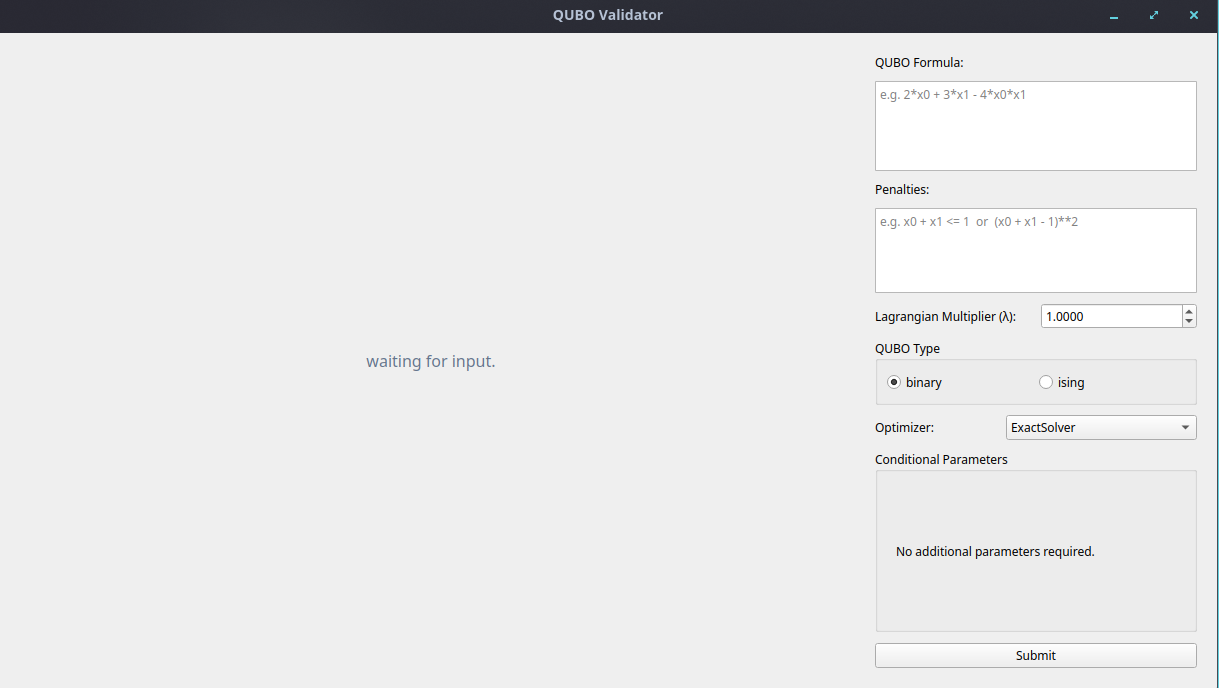 QUBO Validator
QUBO Formula:
e.g. 2*x0 + 3*x1 - 4*x0*x1
Penalties:
e.g. x0 + x1 <= 1  or  (x0 + x1 - 1)**2
waiting for input.
Lagrangian Multiplier (λ): 1.0000
QUBO Type
binary ising
Optimizer: ExactSolver
Conditional Parameters
No additional parameters required.
Submit